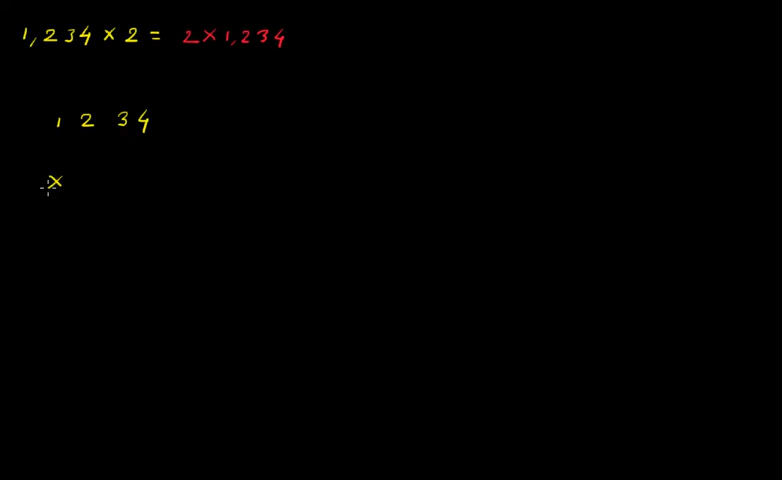 1,234 × 2 = 2 × 1,234
1 2 3 4
×